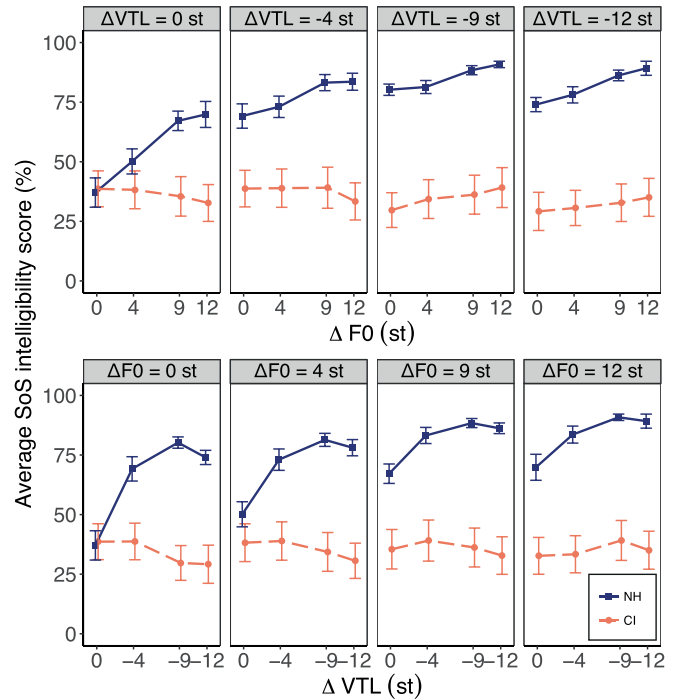 ΔVTL = 0 st ΔVTL = -4 st ΔVTL = -9 st ΔVTL = -12 st
100
75
50
25
0
0 4 9 12 0 4 9 12 0 4 9 12 0 4 9 12
Δ F0 (st)
Average SoS intelligibility score (%)
ΔF0 = 0 st ΔF0 = 4 st ΔF0 = 9 st ΔF0 = 12 st
100
75
50
25
0
NH
CI
0 −4 −9−12 0 −4 −9−12 0 −4 −9−12 0 −4 −9−12
Δ VTL (st)